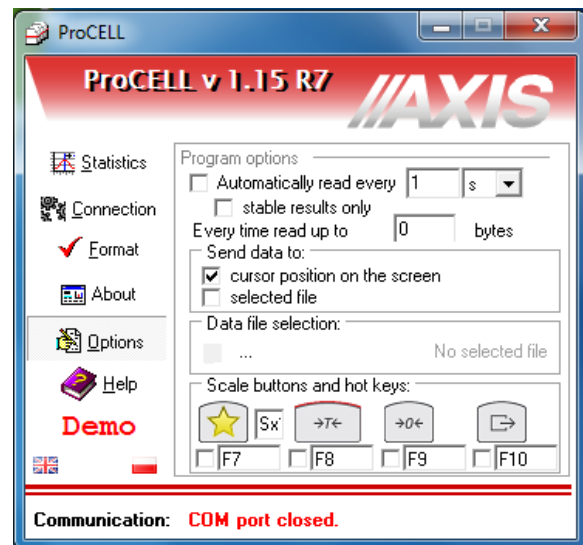 ProCELL
ProCELL v 1.15 R7
AXIS
Statistics
Connection
Format
About
Options
Help
Demo
Program options
Automatically read every 1 s
stable results only
Every time read up to 0 bytes
Send data to:
cursor position on the screen
selected file
Data file selection:
... No selected file
Scale buttons and hot keys:
→T← →0←
F7 F8 F9 F10
Communication: COM port closed.